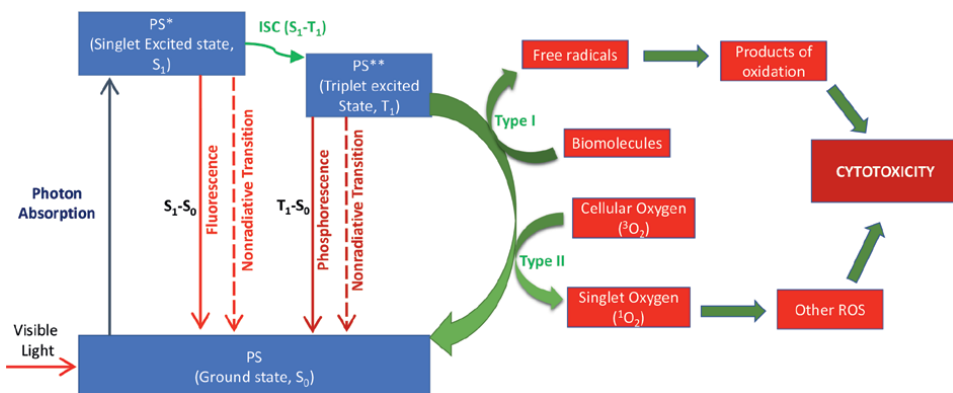 PS*
(Singlet Excited state,
S₁)
ISC (S₁-T₁)
PS**
(Triplet excited
State, T₁)
Free radicals
Products of
oxidation
Type I
Biomolecules
CYTOTOXICITY
Photon
Absorption
S₁-S₀
Fluorescence
Nonradiative Transition
T₁-S₀
Phosphorescence
Nonradiative Transition
Cellular Oxygen
(³O₂)
Type II
Singlet Oxygen
(¹O₂)
Other ROS
Visible
Light
PS
(Ground state, S₀)